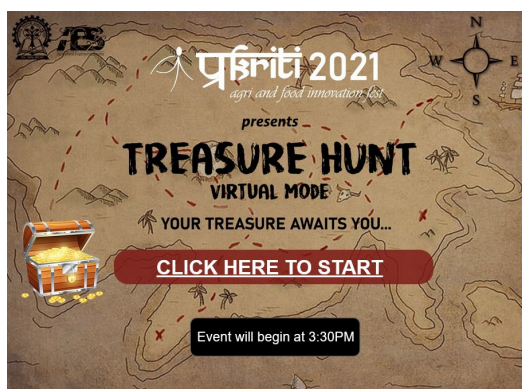 N
W E
S
प्रकृriti 2021
agri and food innovation fest
presents
TREASURE HUNT
VIRTUAL MODE
YOUR TREASURE AWAITS YOU...
CLICK HERE TO START
Event will begin at 3:30PM